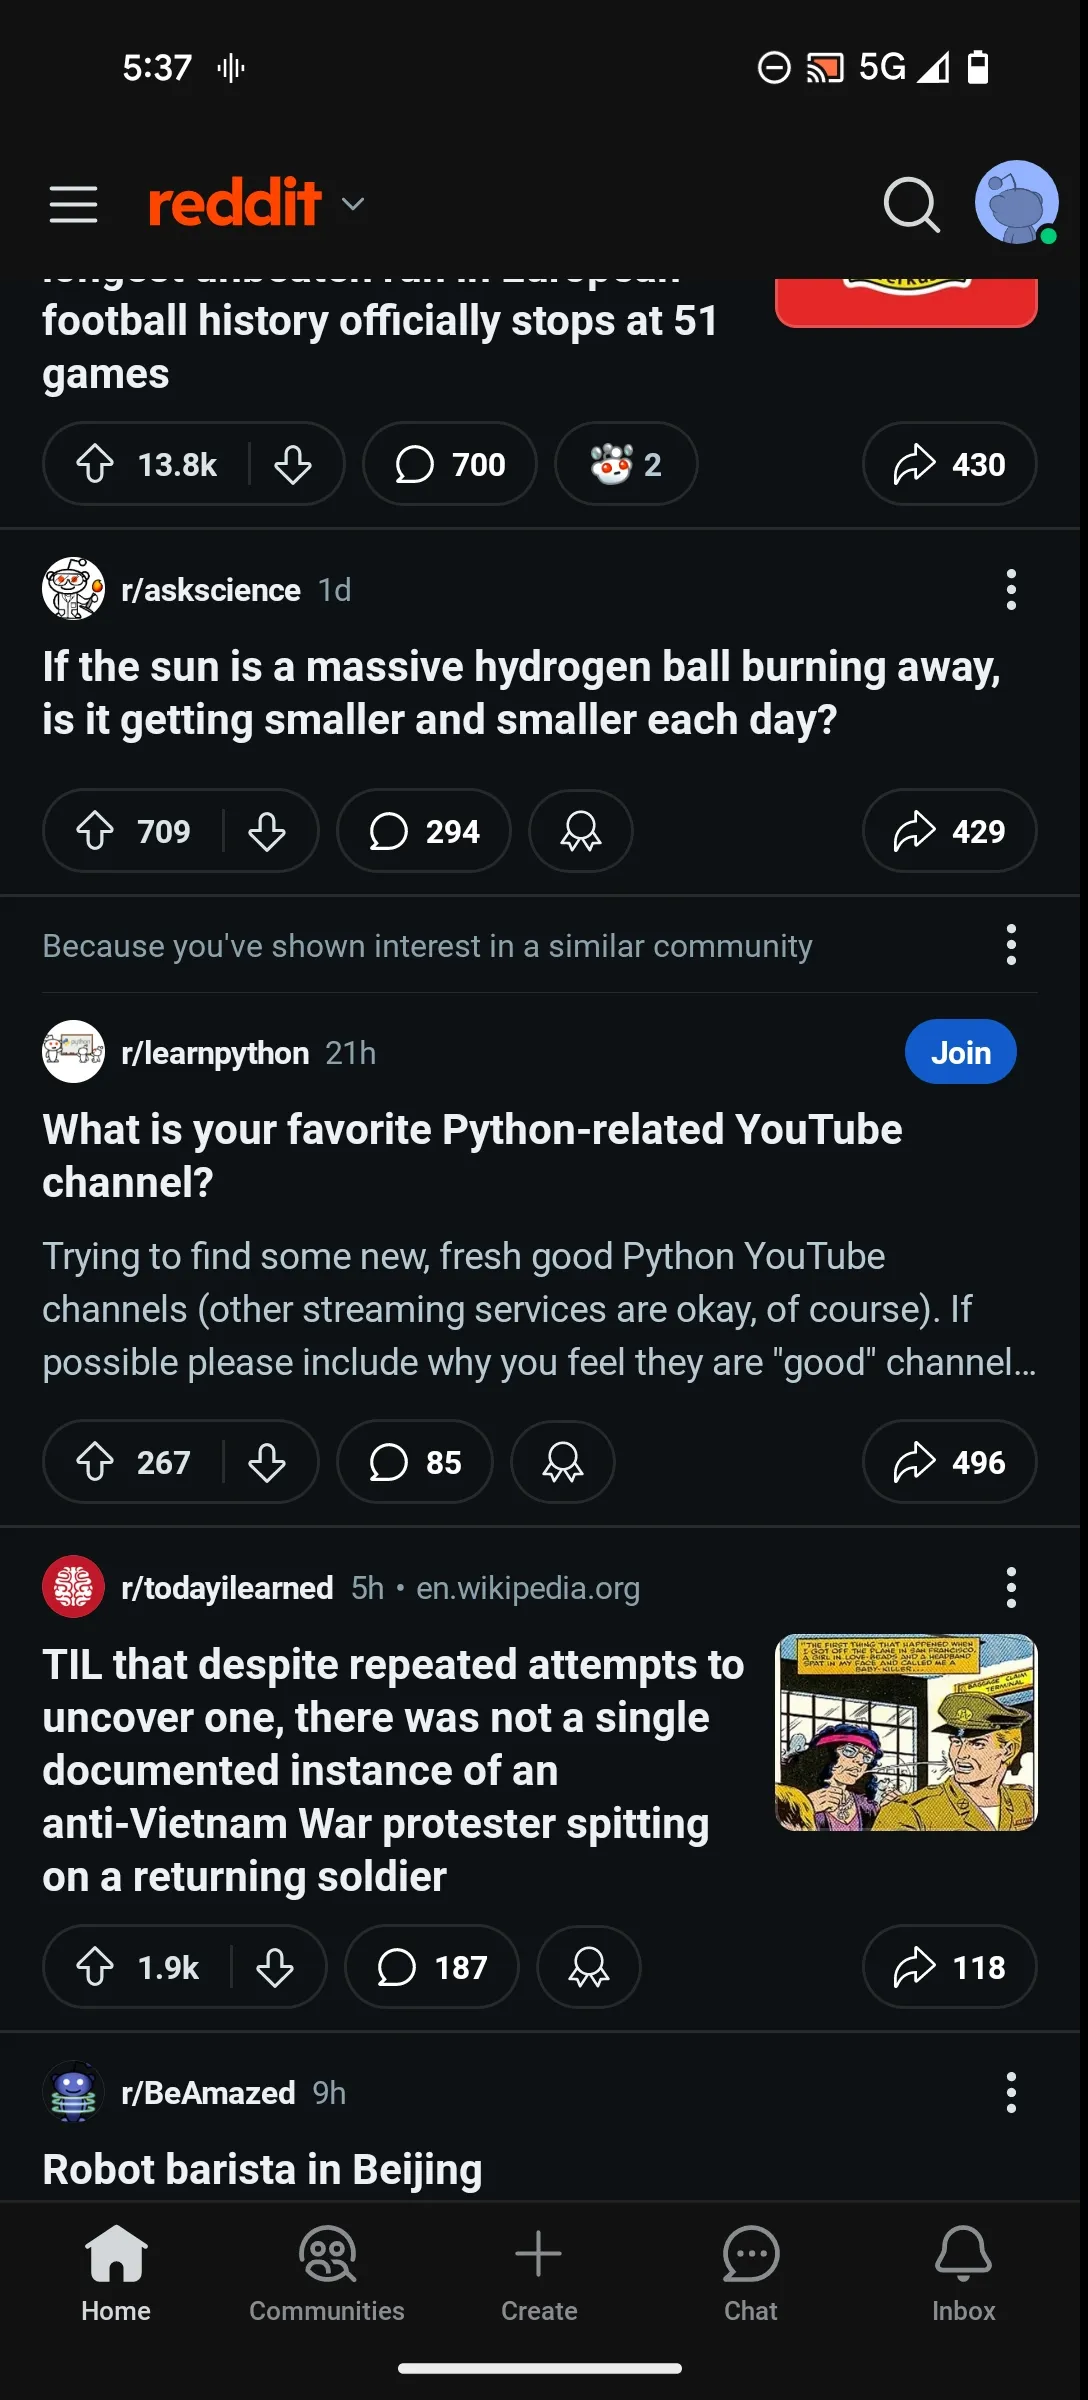 5:37
5G
reddit
longest unbeaten run in European
football history officially stops at 51
games
13.8k
700
2
430
r/askscience 1d
If the sun is a massive hydrogen ball burning away,
is it getting smaller and smaller each day?
709
294
429
Because you've shown interest in a similar community
r/learnpython 21h
Join
What is your favorite Python-related YouTube
channel?
Trying to find some new, fresh good Python YouTube
channels (other streaming services are okay, of course). If
possible please include why you feel they are "good" channel...
267
85
496
r/todayilearned 5h • en.wikipedia.org
TIL that despite repeated attempts to
uncover one, there was not a single
documented instance of an
anti-Vietnam War protester spitting
on a returning soldier
"THE FIRST THING THAT HAPPENED WHEN
I GOT OFF THE PLANE IN SAN FRANCISCO,
A GIRL IN LOVE-BEADS AND A HEADBAND
SPAT IN MY FACE AND CALLED ME A
BABY-KILLER...
BAGGAGE CLAIM
TERMINAL
1.9k
187
118
r/BeAmazed 9h
Robot barista in Beijing
Home
Communities
Create
Chat
Inbox